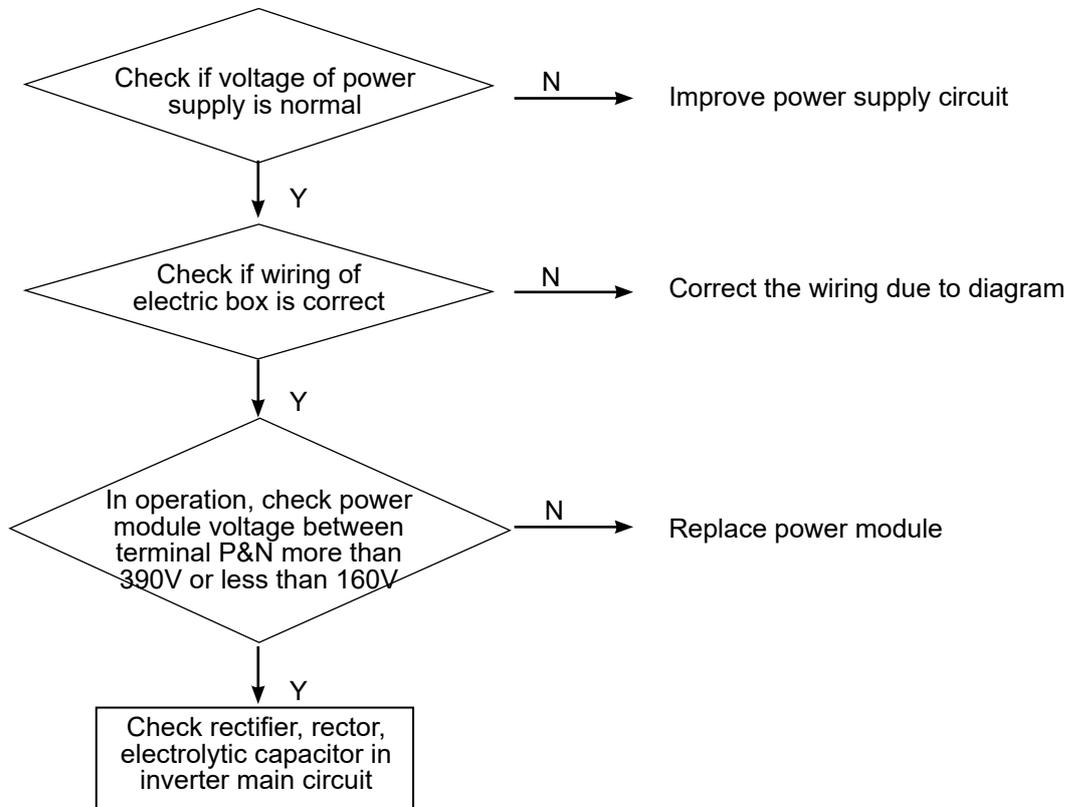 Check if voltage of power
supply is normal
N
Improve power supply circuit
Y
Check if wiring of
electric box is correct
N
Correct the wiring due to diagram
Y
In operation, check power
module voltage between
terminal P&N more than
390V or less than 160V
N
Replace power module
Y
Check rectifier, rector,
electrolytic capacitor in
inverter main circuit